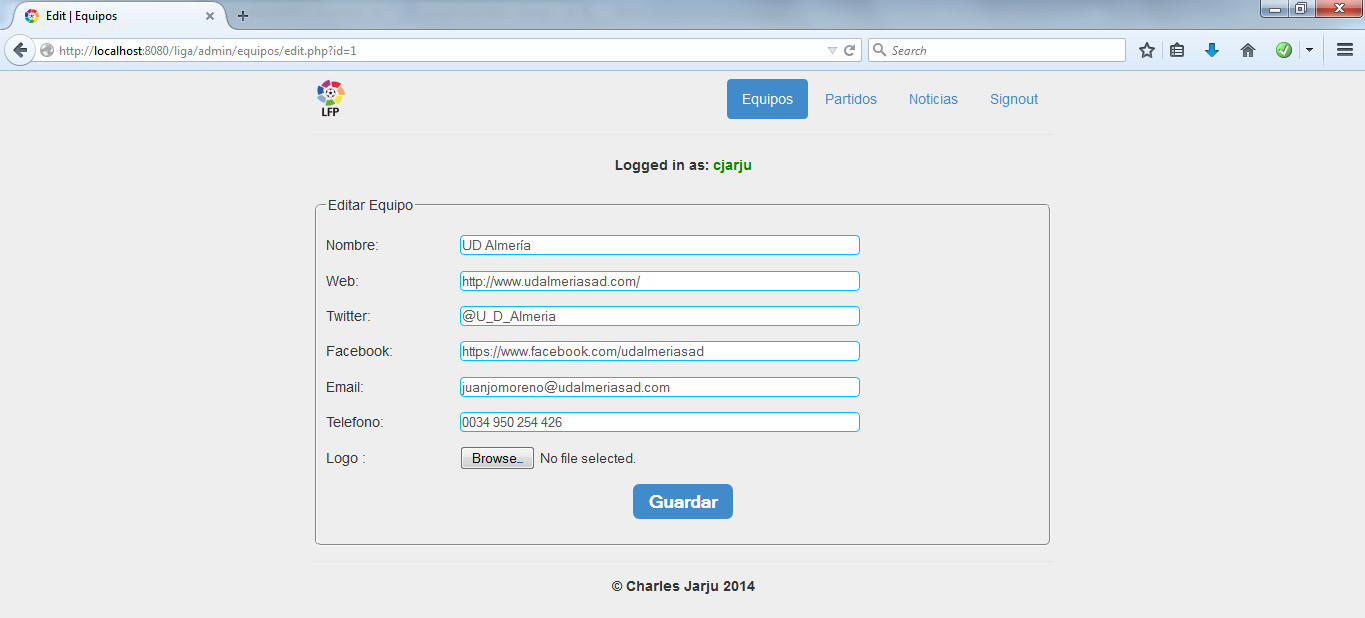 Edit | Equipos
http://localhost:8080/liga/admin/equipos/edit.php?id=1
Search
LFP
Equipos Partidos Noticias Signout
Logged in as: cjarju
Editar Equipo
Nombre: UD Almería
Web: http://www.udalmeriasad.com/
Twitter: @U_D_Almeria
Facebook: https://www.facebook.com/udalmeriasad
Email: juanjomoreno@udalmeriasad.com
Telefono: 0034 950 254 426
Logo : Browse... No file selected.
Guardar
© Charles Jarju 2014